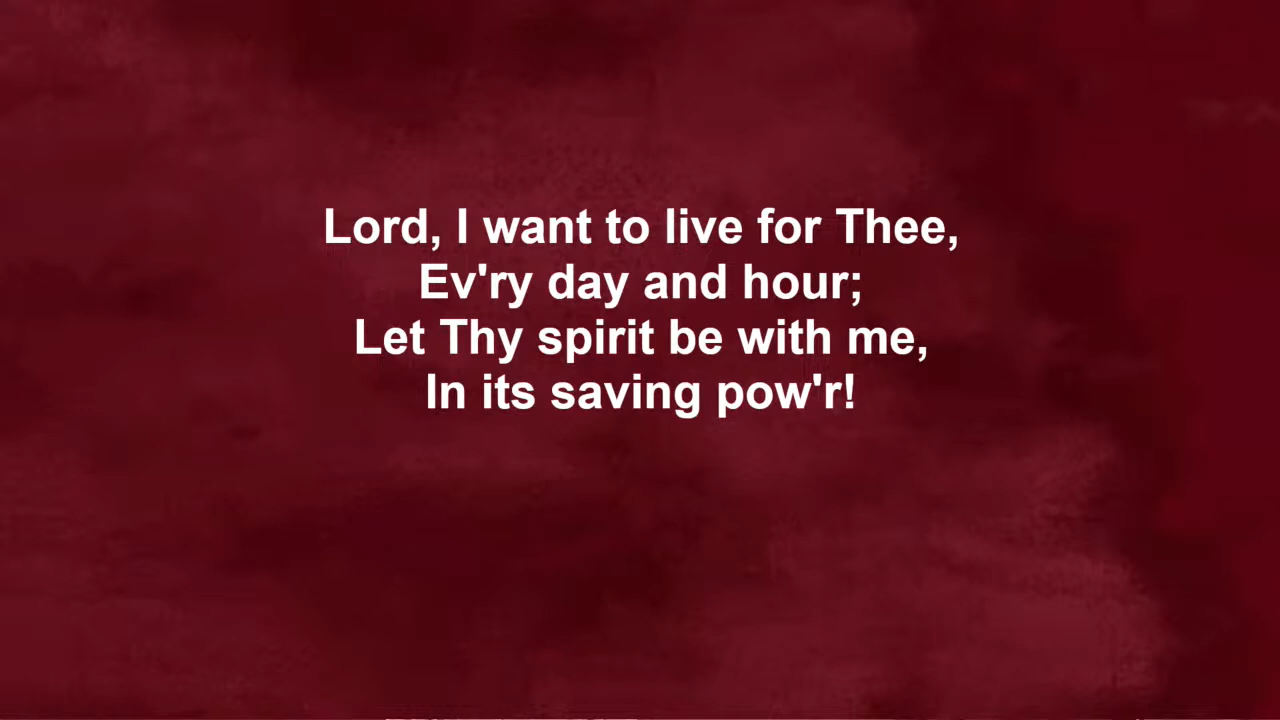 Lord, I want to live for Thee,
Ev'ry day and hour;
Let Thy spirit be with me,
In its saving pow'r!